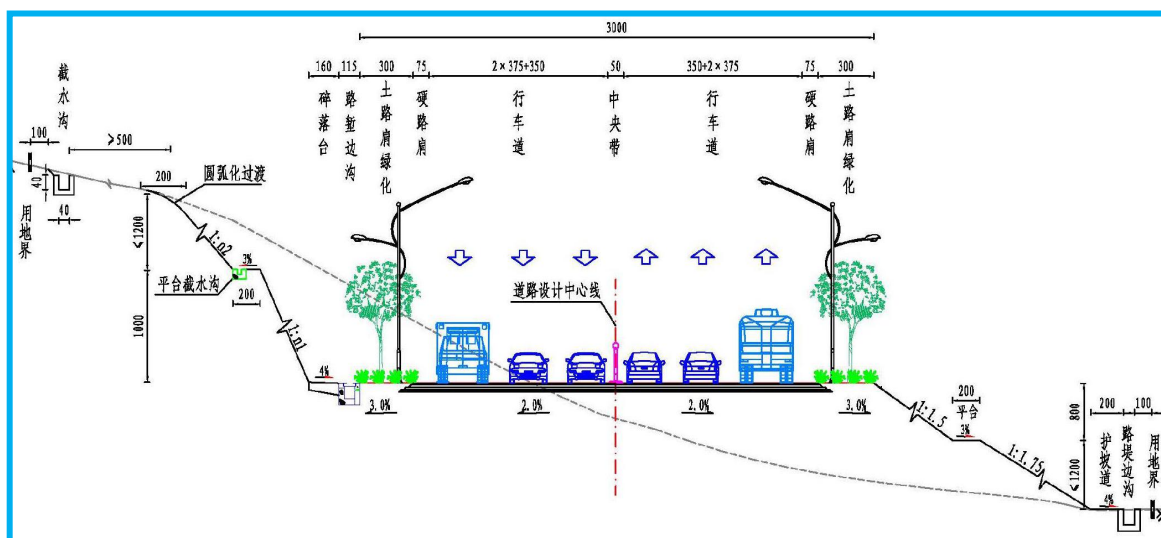 3000
160
115
300
75
2×375+350
50
350+2×375
75
300
碎落台
路堑边沟
土路肩绿化
硬路肩
行车道
中央带
行车道
硬路肩
土路肩绿化
截水沟
100
≥500
40
40
用地界
200
圆弧化过渡
≤1200
1:n2
3%
平台截水沟
200
1000
1:n1
4%
道路设计中心线
3.0%
2.0%
2.0%
3.0%
1:1.5
200
平台
3%
1:1.75
800
≤1200
200
100
护坡道
路堤边沟
用地界
4%